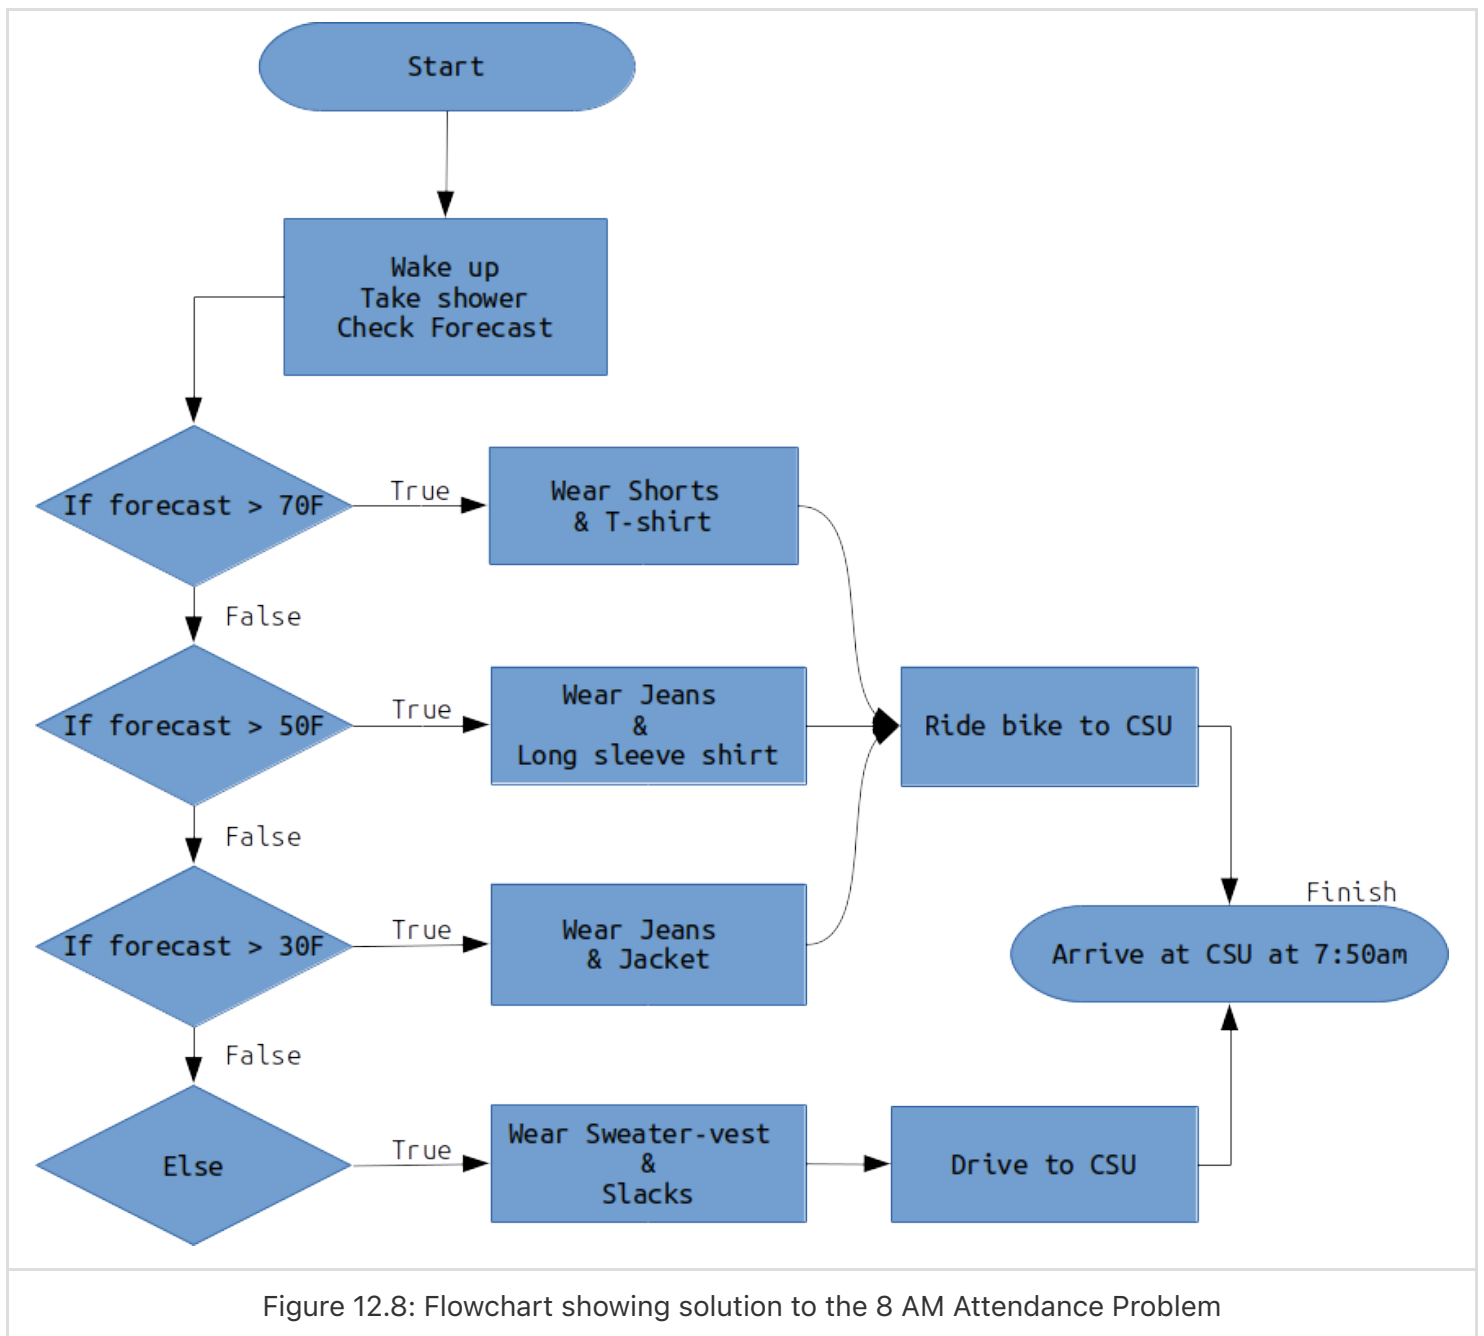 Start
Wake up
Take shower
Check Forecast
If forecast > 70F
True
Wear Shorts
& T-shirt
False
If forecast > 50F
True
Wear Jeans
&
Long sleeve shirt
Ride bike to CSU
False
If forecast > 30F
True
Wear Jeans
& Jacket
Finish
Arrive at CSU at 7:50am
False
Else
True
Wear Sweater-vest
&
Slacks
Drive to CSU
Figure 12.8: Flowchart showing solution to the 8 AM Attendance Problem